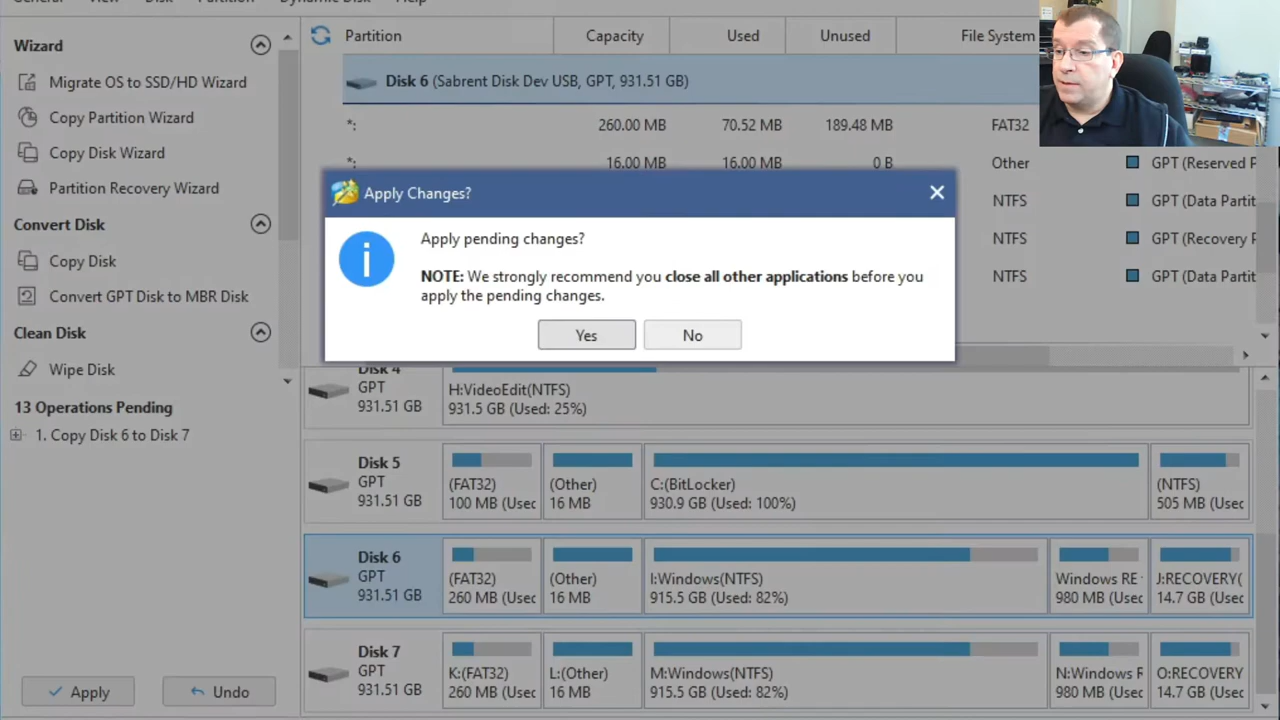 General View Disk Partition Dynamic Disk Help
Wizard
Migrate OS to SSD/HD Wizard
Copy Partition Wizard
Copy Disk Wizard
Partition Recovery Wizard
Convert Disk
Copy Disk
Convert GPT Disk to MBR Disk
Clean Disk
Wipe Disk
13 Operations Pending
1. Copy Disk 6 to Disk 7
Apply
Undo
Partition Capacity Used Unused File System
Disk 6 (Sabrent Disk Dev USB, GPT, 931.51 GB)
*: 260.00 MB 70.52 MB 189.48 MB FAT32
*: 16.00 MB 16.00 MB 0 B Other GPT (Reserved P
NTFS GPT (Data Partit
NTFS GPT (Recovery P
NTFS GPT (Data Partit
Apply Changes?
Apply pending changes?
NOTE: We strongly recommend you close all other applications before you
apply the pending changes.
Yes
No
Disk 4
GPT
931.51 GB
H:VideoEdit(NTFS)
931.5 GB (Used: 25%)
Disk 5
GPT
931.51 GB
(FAT32)
100 MB (Usec
(Other)
16 MB
C:(BitLocker)
930.9 GB (Used: 100%)
(NTFS)
505 MB (Usec
Disk 6
GPT
931.51 GB
(FAT32)
260 MB (Usec
(Other)
16 MB
I:Windows(NTFS)
915.5 GB (Used: 82%)
Windows RE
980 MB (Usec
J:RECOVERY(
14.7 GB (Usec
Disk 7
GPT
931.51 GB
K:(FAT32)
260 MB (Usec
L:(Other)
16 MB
M:Windows(NTFS)
915.5 GB (Used: 82%)
N:Windows R
980 MB (Usec
O:RECOVERY
14.7 GB (Usec